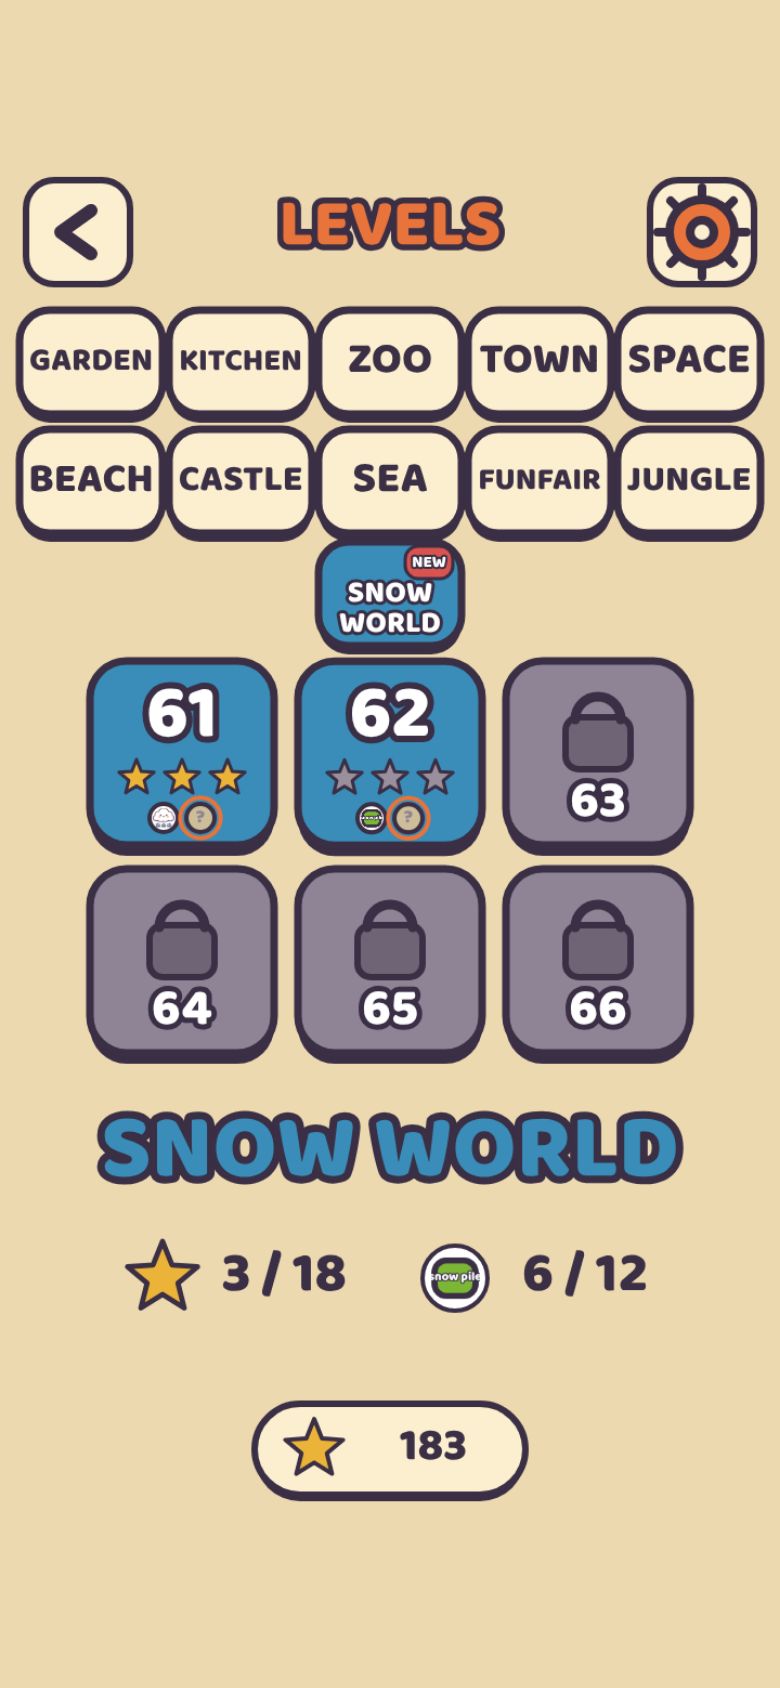 LEVELS
GARDEN KITCHEN ZOO TOWN SPACE
BEACH CASTLE SEA FUNFAIR JUNGLE
NEW
SNOW
WORLD
61 62
? ?
63
64 65 66
SNOW WORLD
3 / 18 snow pile 6 / 12
183